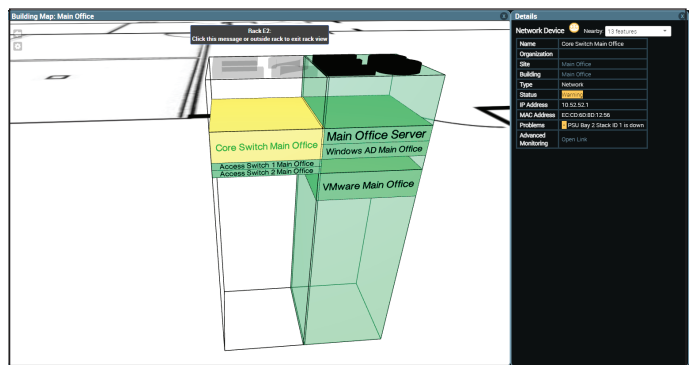 Building Map: Main Office
Rack E2:
Click this message or outside rack to exit rack view
Core Switch Main Office
Access Switch 1 Main Office
Access Switch 2 Main Office
Main Office Server
Windows AD Main Office
VMware Main Office
Details
Network Device Nearby: 13 features
Name Core Switch Main Office
Organization
Site Main Office
Building Main Office
Type Network
Status Warning
IP Address 10.52.52.1
MAC Address EC:CD:6D:BD:12:56
Problems PSU Bay 2 Stack ID 1 is down
Advanced
Monitoring Open Link